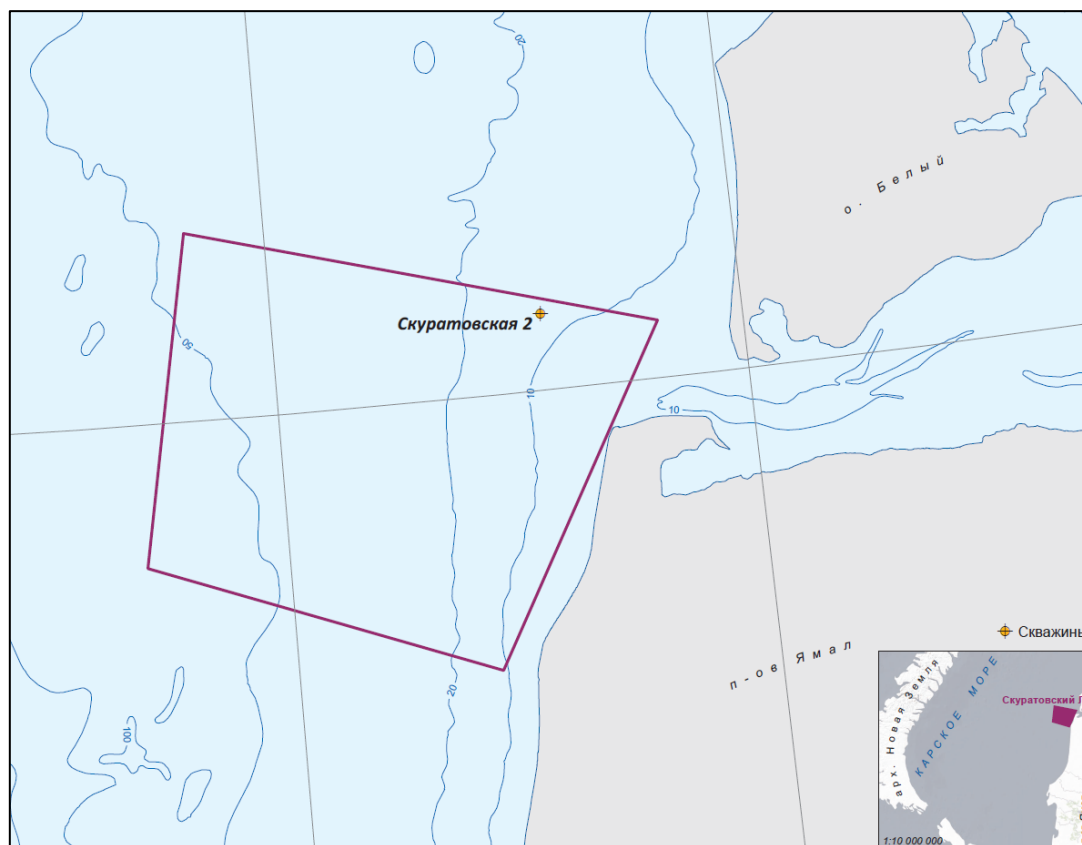 20
о. Белый
50
Скуратовская 2
10
10
20
100
п-ов Ямал
Скважины
арх. Новая Земля
КАРСКОЕ МОРЕ
Скуратовский Л
1:10 000 000